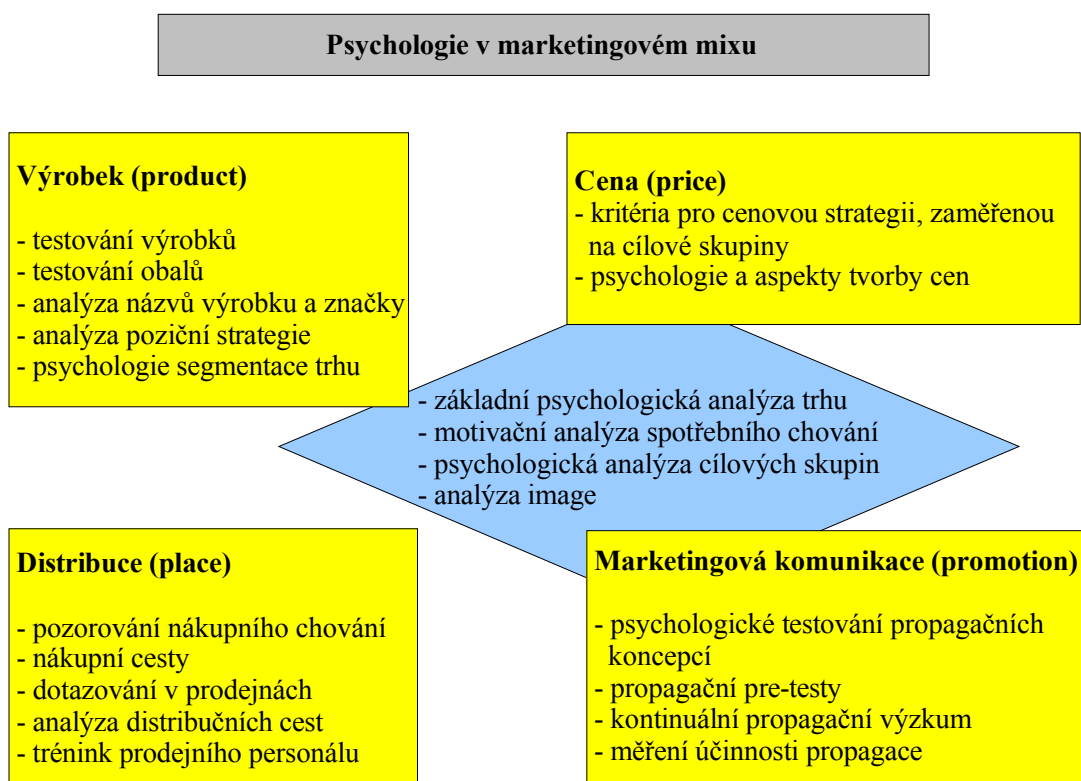 Psychologie v marketingovém mixu
Výrobek (product)
- testování výrobků
- testování obalů
- analýza názvů výrobku a značky
- analýza poziční strategie
- psychologie segmentace trhu
Cena (price)
- kritéria pro cenovou strategii, zaměřenou
na cílové skupiny
- psychologie a aspekty tvorby cen
- základní psychologická analýza trhu
- motivační analýza spotřebního chování
- psychologická analýza cílových skupin
- analýza image
Distribuce (place)
- pozorování nákupního chování
- nákupní cesty
- dotazování v prodejnách
- analýza distribučních cest
- trénink prodejního personálu
Marketingová komunikace (promotion)
- psychologické testování propagačních
koncepcí
- propagační pre-testy
- kontinuální propagační výzkum
- měření účinnosti propagace